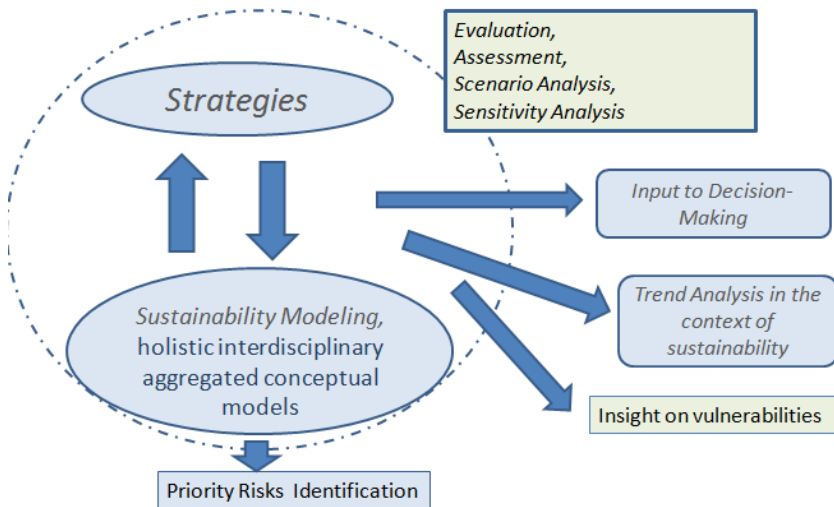 Evaluation,
Assessment,
Scenario Analysis,
Sensitivity Analysis
Strategies
Input to Decision-
Making
Sustainability Modeling,
holistic interdisciplinary
aggregated conceptual
models
Trend Analysis in the
context of
sustainability
Insight on vulnerabilities
Priority Risks Identification